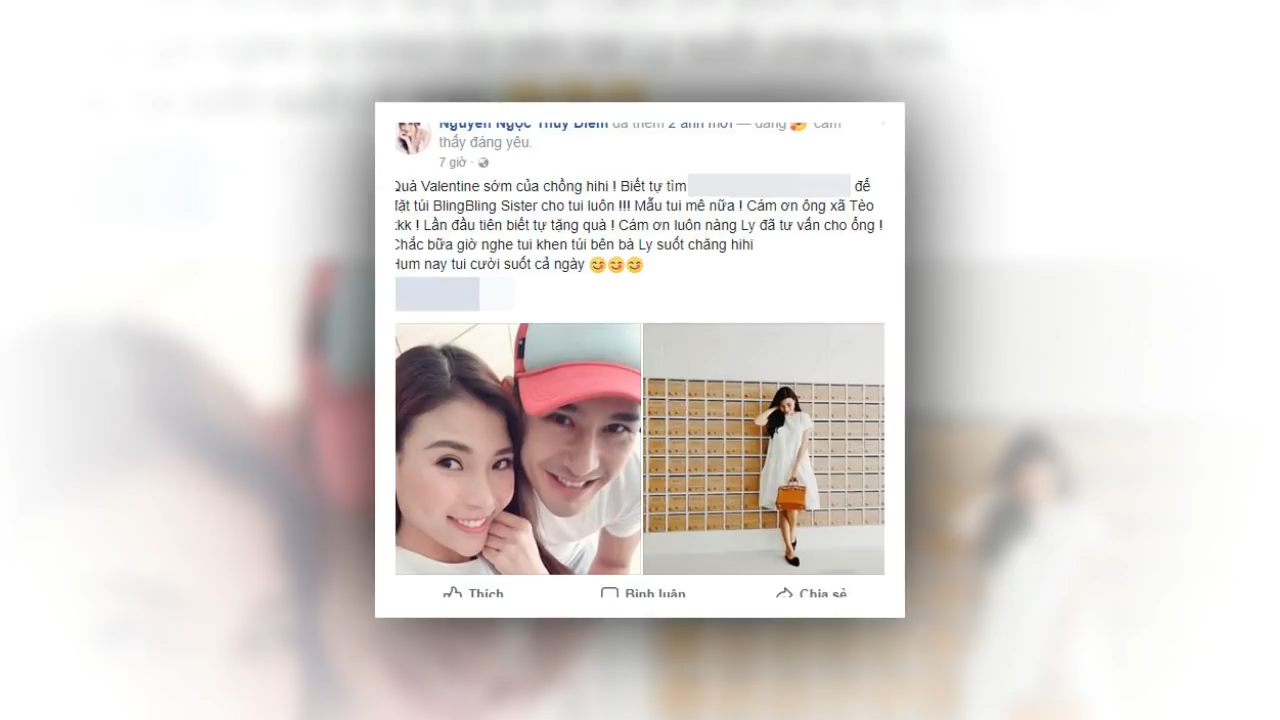 Nguyễn Ngọc Thúy Diễm đã thêm 2 ảnh mới — đang cảm
thấy đáng yêu.
7 giờ ·
Quà Valentine sớm của chồng hihi ! Biết tự tìm để
đặt túi BlingBling Sister cho tui luôn !!! Mẫu tui mê nữa ! Cám ơn ông xã Tèo
kkk ! Lần đầu tiên biết tự tặng quà ! Cám ơn luôn nàng Ly đã tư vấn cho ổng !
Chắc bữa giờ nghe tui khen túi bên bà Ly suốt chăng hihi
Hum nay tui cười suốt cả ngày
Thích Bình luận Chia sẻ